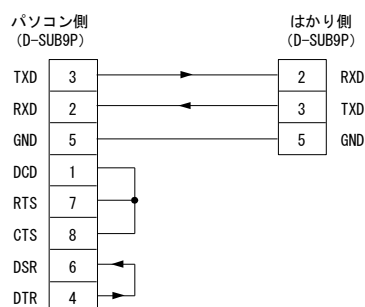 パソコン側 はかり側
(D-SUB9P) (D-SUB9P)
TXD 3 2 RXD
RXD 2 3 TXD
GND 5 5 GND
DCD 1
RTS 7
CTS 8
DSR 6
DTR 4